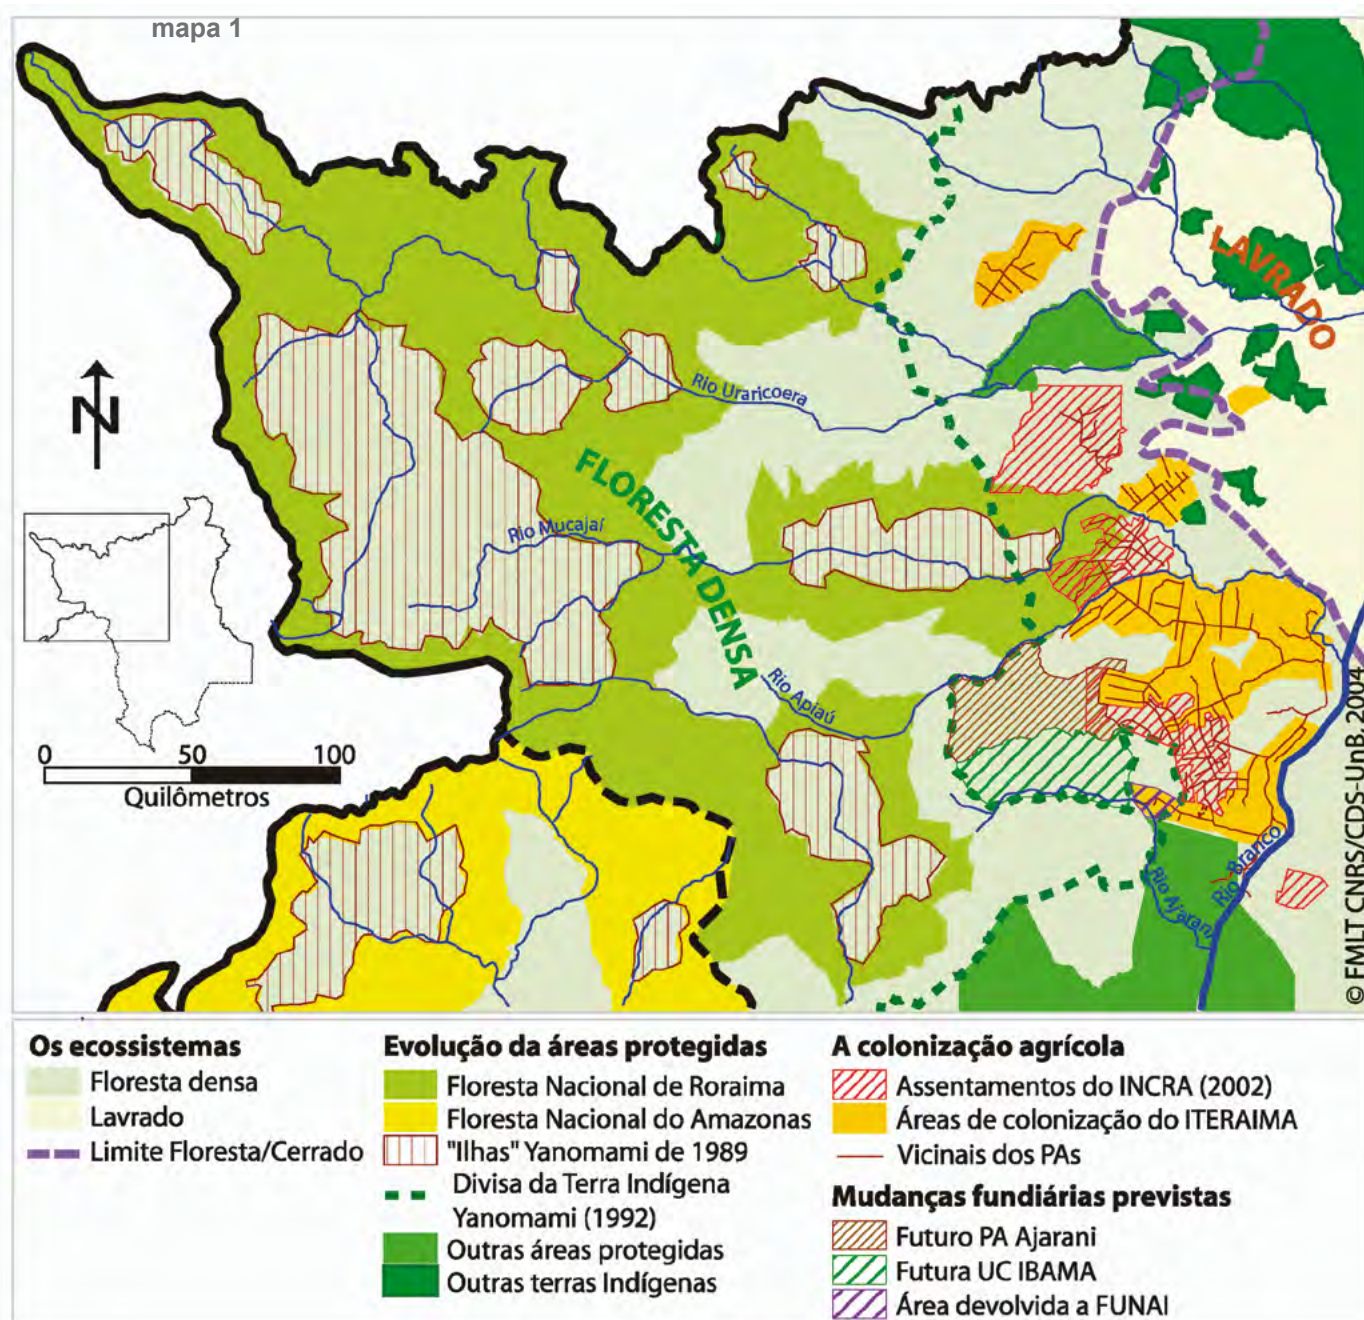 mapa 1
LAVRADO
N
Rio Uraricoera
FLORESTA DENSA
Rio Mucajaí
Rio Apiaú
Rio Branco
Rio Ajarani
0 50 100
Quilômetros
© FMLT CNRS/CDS-UnB, 2004
Os ecossistemas
Floresta densa
Lavrado
Limite Floresta/Cerrado
Evolução da áreas protegidas
Floresta Nacional de Roraima
Floresta Nacional do Amazonas
"Ilhas" Yanomami de 1989
Divisa da Terra Indígena
Yanomami (1992)
Outras áreas protegidas
Outras terras Indígenas
A colonização agrícola
Assentamentos do INCRA (2002)
Áreas de colonização do ITERAIMA
Vicinais dos PAs
Mudanças fundiárias previstas
Futuro PA Ajarani
Futura UC IBAMA
Área devolvida a FUNAI